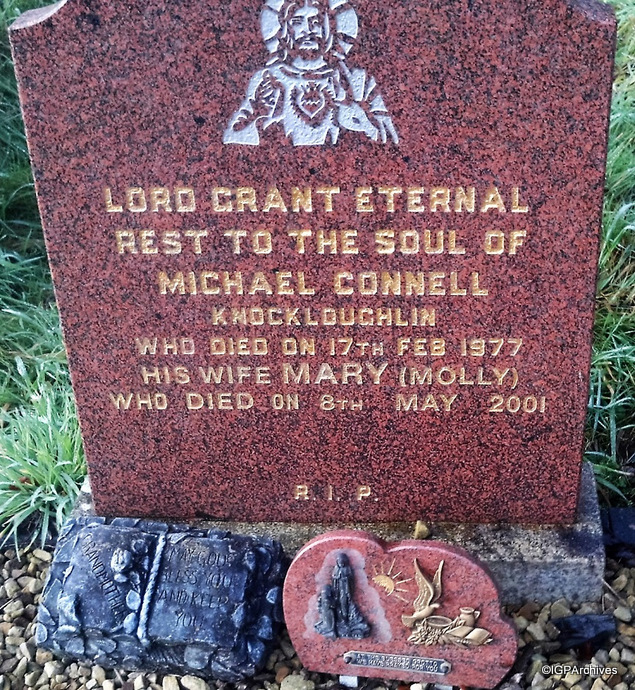 LORD GRANT ETERNAL
REST TO THE SOUL OF
MICHAEL CONNELL
KNOCKLOUGHLIN
WHO DIED ON 17TH FEB 1977
HIS WIFE MARY (MOLLY)
WHO DIED ON 8TH MAY 2001
R. I. P.
GRANDMOTHER
MAY GOD
BLESS YOU
AND KEEP
YOU
©IGPArchives